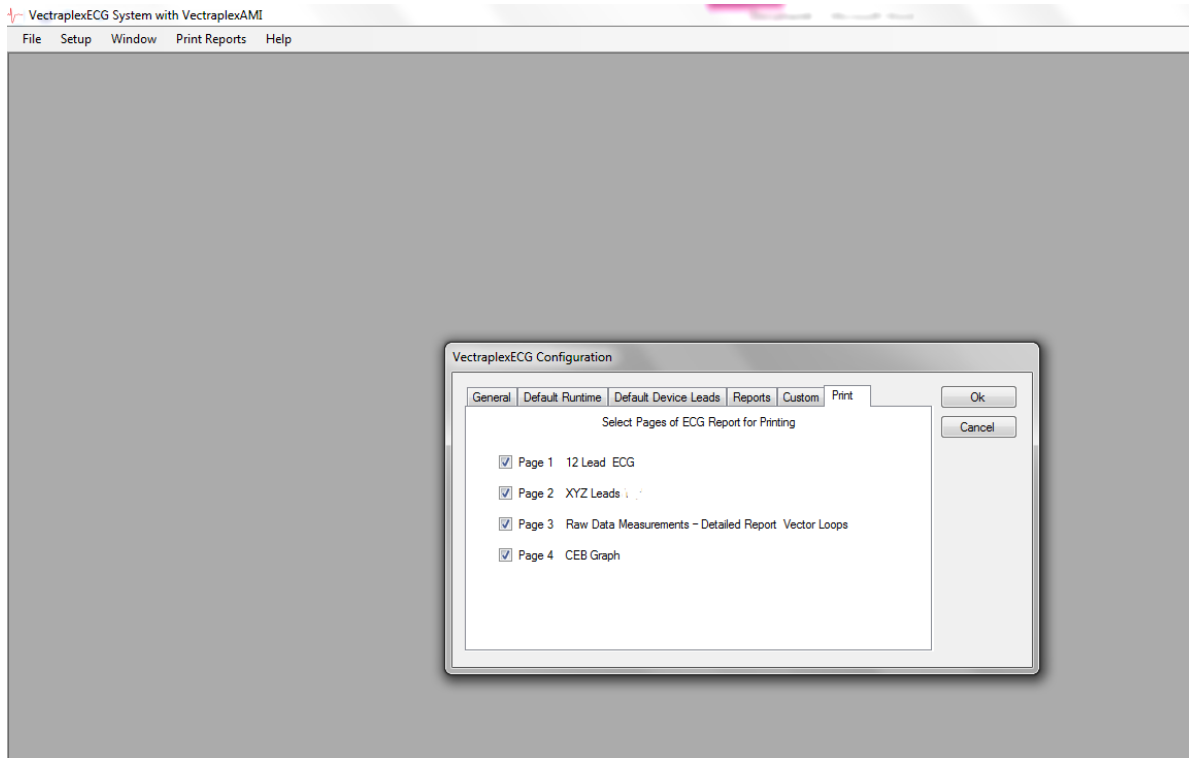 VectraplexECG System with VectraplexAMI
File Setup Window Print Reports Help
VectraplexECG Configuration
General Default Runtime Default Device Leads Reports Custom Print
Ok
Select Pages of ECG Report for Printing
Cancel
Page 1 12 Lead ECG
Page 2 XYZ Leads
Page 3 Raw Data Measurements - Detailed Report Vector Loops
Page 4 CEB Graph